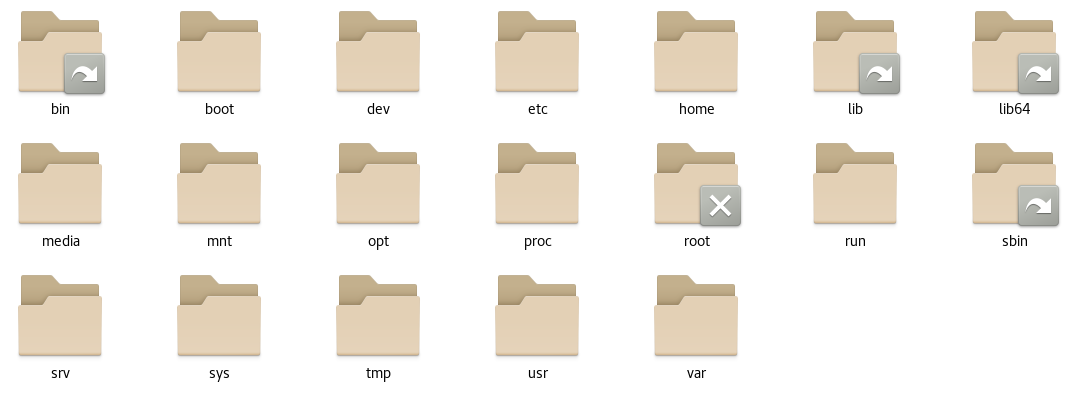 bin boot dev etc home lib lib64
media mnt opt proc root run sbin
srv sys tmp usr var